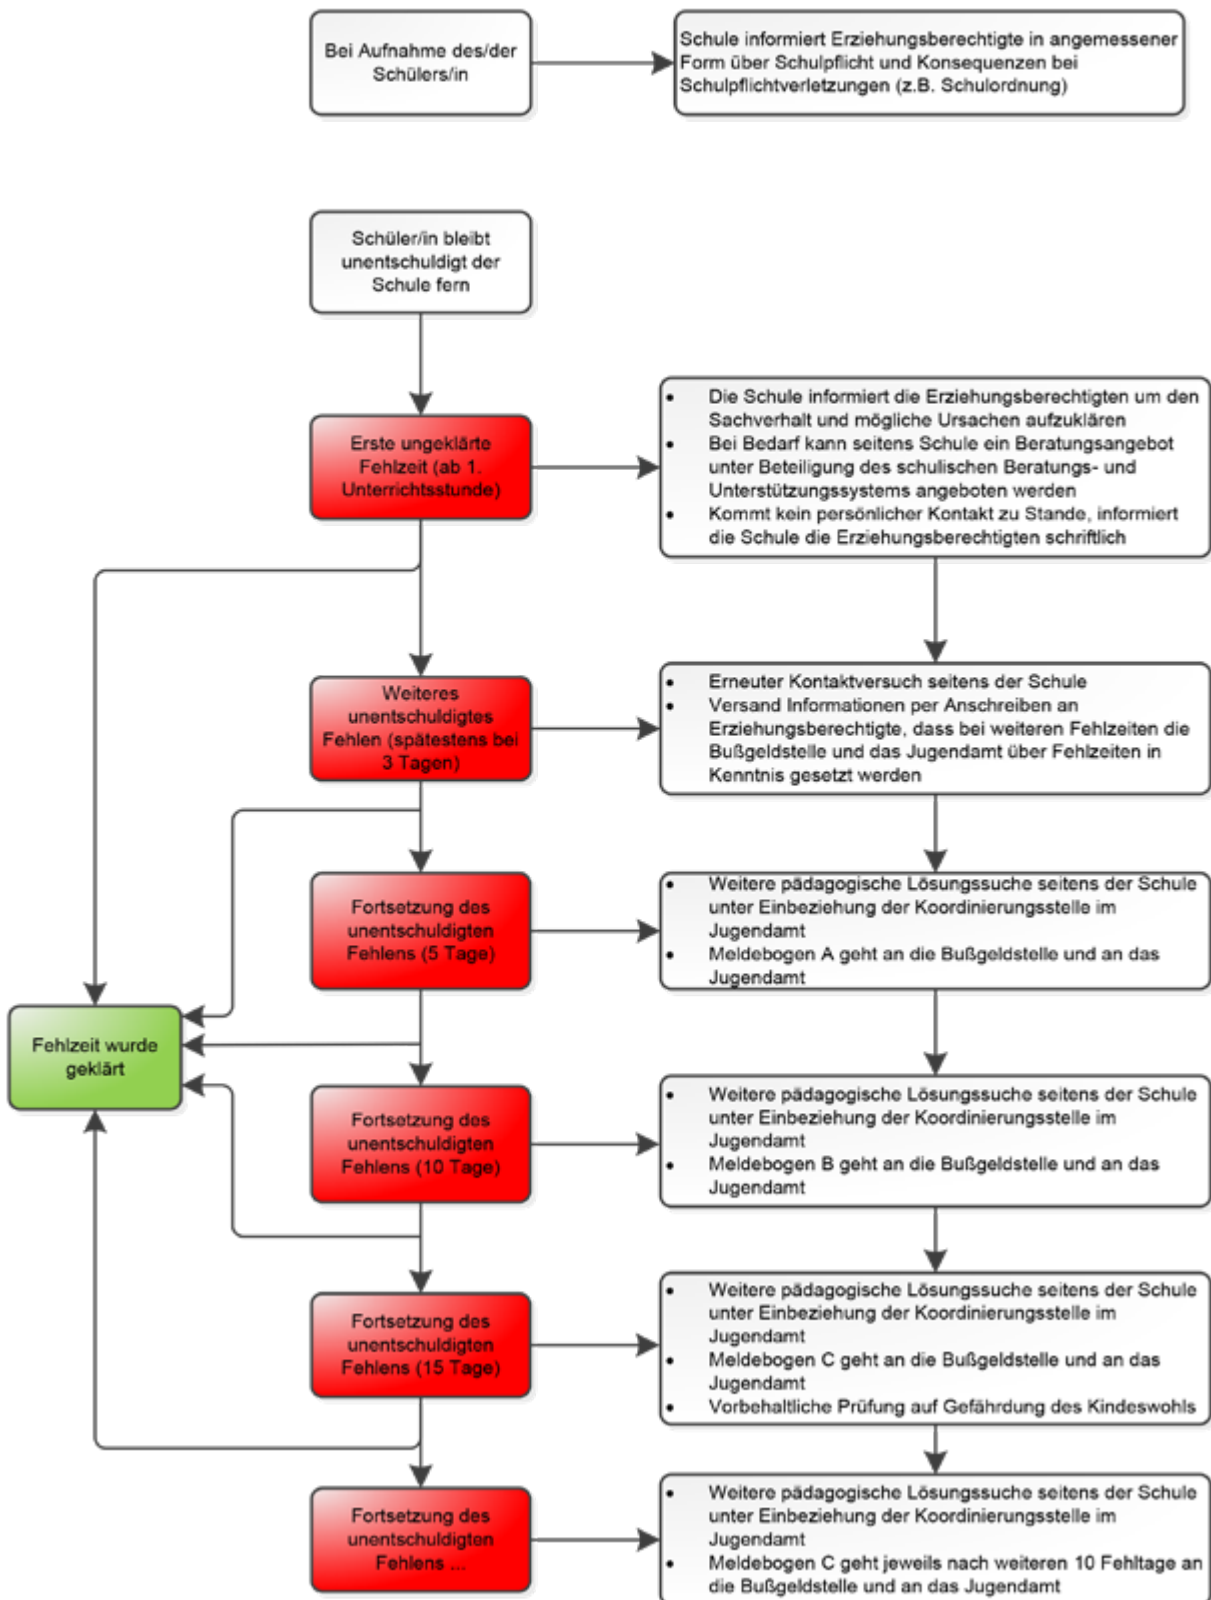 Bei Aufnahme des/der
Schülers/in
Schule informiert Erziehungsberechtigte in angemessener
Form über Schulpflicht und Konsequenzen bei
Schulpflichtverletzungen (z.B. Schulordnung)
Schüler/in bleibt
unentschuldigt der
Schule fern
Erste ungeklärte
Fehlzeit (ab 1.
Unterrichtsstunde)
• Die Schule informiert die Erziehungsberechtigten um den
Sachverhalt und mögliche Ursachen aufzuklären
• Bei Bedarf kann seitens Schule ein Beratungsangebot
unter Beteiligung des schulischen Beratungs- und
Unterstützungssystems angeboten werden
• Kommt kein persönlicher Kontakt zu Stande, informiert
die Schule die Erziehungsberechtigten schriftlich
Weiteres
unentschuldigtes
Fehlen (spätestens bei
3 Tagen)
• Erneuter Kontaktversuch seitens der Schule
• Versand Informationen per Anschreiben an
Erziehungsberechtigte, dass bei weiteren Fehlzeiten die
Bußgeldstelle und das Jugendamt über Fehlzeiten in
Kenntnis gesetzt werden
Fortsetzung des
unentschuldigten
Fehlens (5 Tage)
• Weitere pädagogische Lösungssuche seitens der Schule
unter Einbeziehung der Koordinierungsstelle im
Jugendamt
• Meldebogen A geht an die Bußgeldstelle und an das
Jugendamt
Fehlzeit wurde
geklärt
Fortsetzung des
unentschuldigten
Fehlens (10 Tage)
• Weitere pädagogische Lösungssuche seitens der Schule
unter Einbeziehung der Koordinierungsstelle im
Jugendamt
• Meldebogen B geht an die Bußgeldstelle und an das
Jugendamt
Fortsetzung des
unentschuldigten
Fehlens (15 Tage)
• Weitere pädagogische Lösungssuche seitens der Schule
unter Einbeziehung der Koordinierungsstelle im
Jugendamt
• Meldebogen C geht an die Bußgeldstelle und an das
Jugendamt
• Vorbehaltliche Prüfung auf Gefährdung des Kindeswohls
Fortsetzung des
unentschuldigten
Fehlens ...
• Weitere pädagogische Lösungssuche seitens der Schule
unter Einbeziehung der Koordinierungsstelle im
Jugendamt
• Meldebogen C geht jeweils nach weiteren 10 Fehltage an
die Bußgeldstelle und an das Jugendamt